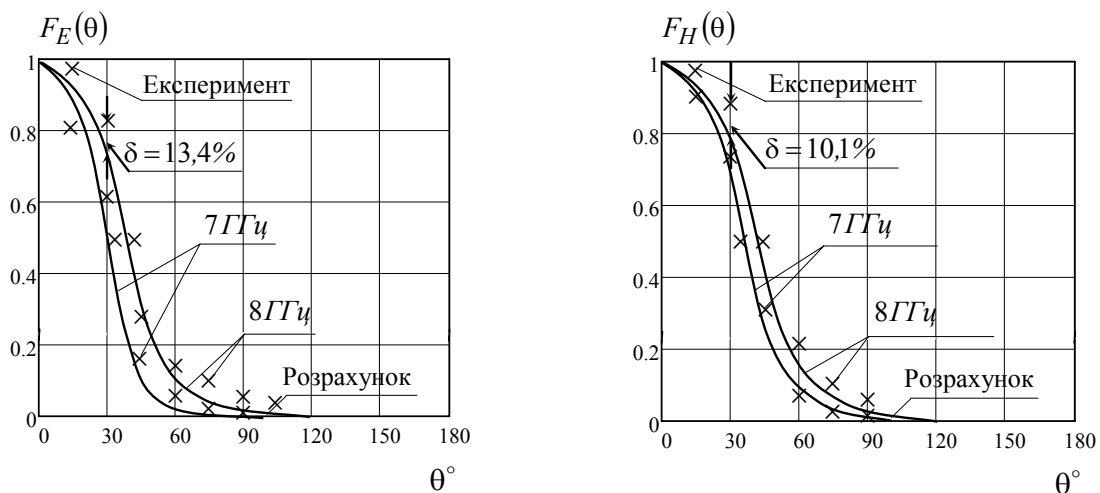 F_E(θ)
1
0.8
0.6
0.4
0.2
0
Експеримент
δ = 13,4%
7 ГГц
8 ГГц
Розрахунок
0 30 60 90 120 150 180
θ°
F_H(θ)
1
0.8
0.6
0.4
0.2
0
Експеримент
δ = 10,1%
7 ГГц
8 ГГц
Розрахунок
0 30 60 90 120 150 180
θ°